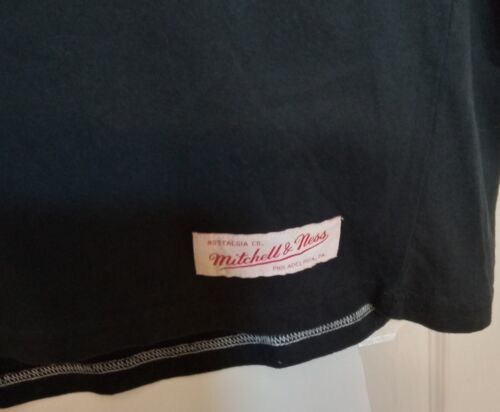 NOSTALGIA CO.
Mitchell & Ness
PHILADELPHIA, PA.